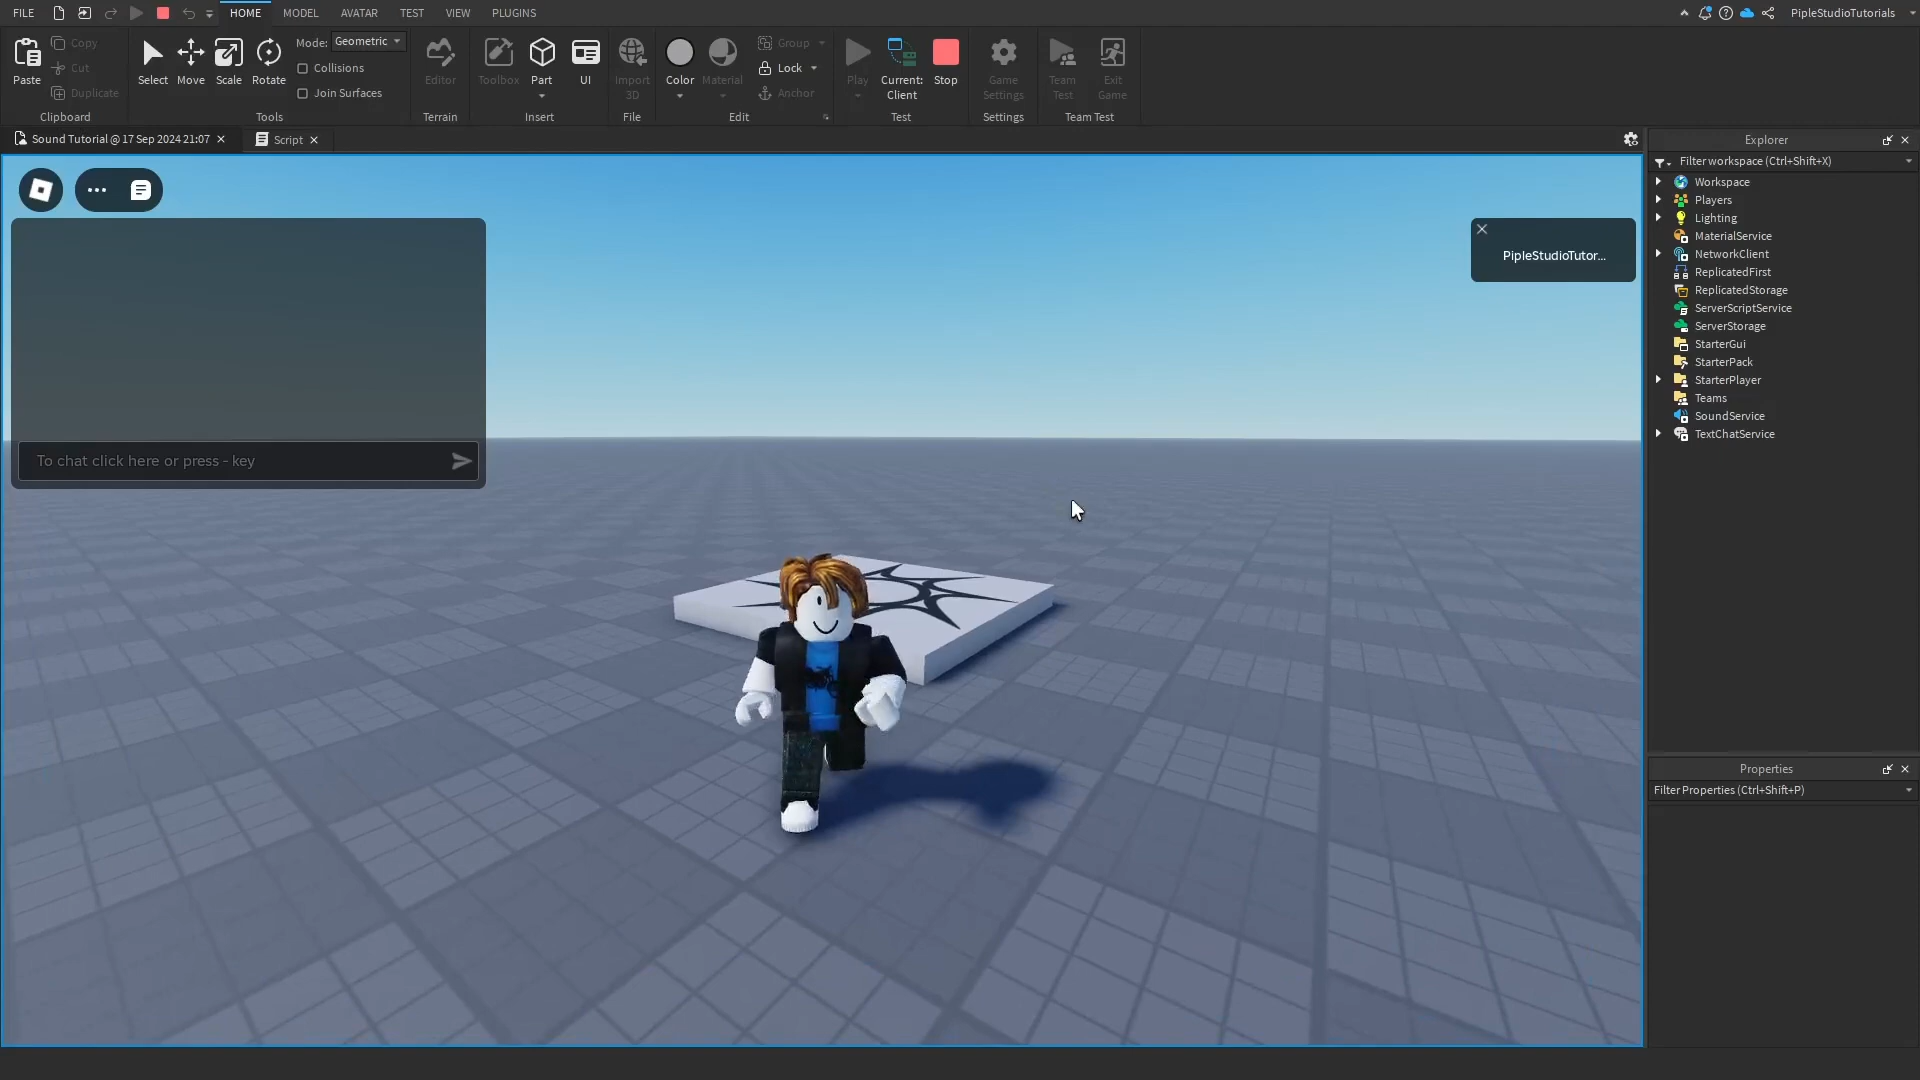 FILE HOME MODEL AVATAR TEST VIEW PLUGINS PipleStudioTutorials
Paste Copy Cut Duplicate Clipboard
Select Move Scale Rotate Mode: Geometric Collisions Join Surfaces Tools
Editor Terrain
Toolbox Part UI Insert
Import 3D File
Color Material Group Lock Anchor Edit
Play Current: Client Stop Test
Game Settings Settings
Team Test Exit Game Team Test
Sound Tutorial @ 17 Sep 2024 21:07 Script
To chat click here or press - key
PipleStudioTutor...
Explorer
Filter workspace (Ctrl+Shift+X)
Workspace
Players
Lighting
MaterialService
NetworkClient
ReplicatedFirst
ReplicatedStorage
ServerScriptService
ServerStorage
StarterGui
StarterPack
StarterPlayer
Teams
SoundService
TextChatService
Properties
Filter Properties (Ctrl+Shift+P)